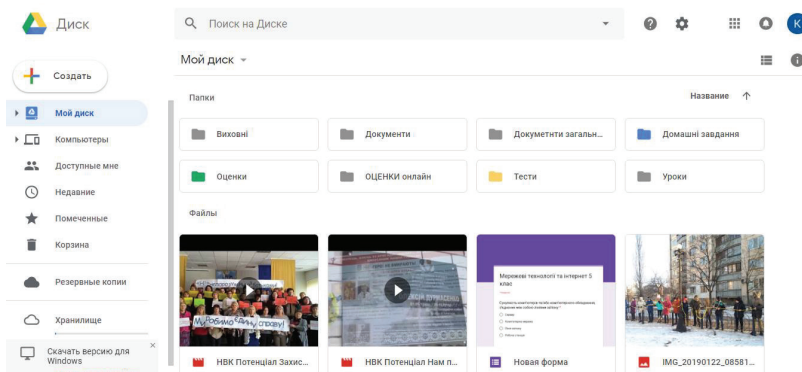 Диск
Поиск на Диске
К
Создать
Мой диск
Мой диск
Компьютеры
Доступные мне
Недавние
Помеченные
Корзина
Резервные копии
Хранилище
Скачать версию для
Windows
Папки
Название
Виховні
Документи
Документнти загальн...
Домашні завдання
Оценки
ОЦЕНКИ онлайн
Тести
Уроки
Файлы
Мережеві технології та інтернет 5
клас
НВК Потенціал Захис...
НВК Потенціал Нам п...
Новая форма
IMG_20190122_08581...